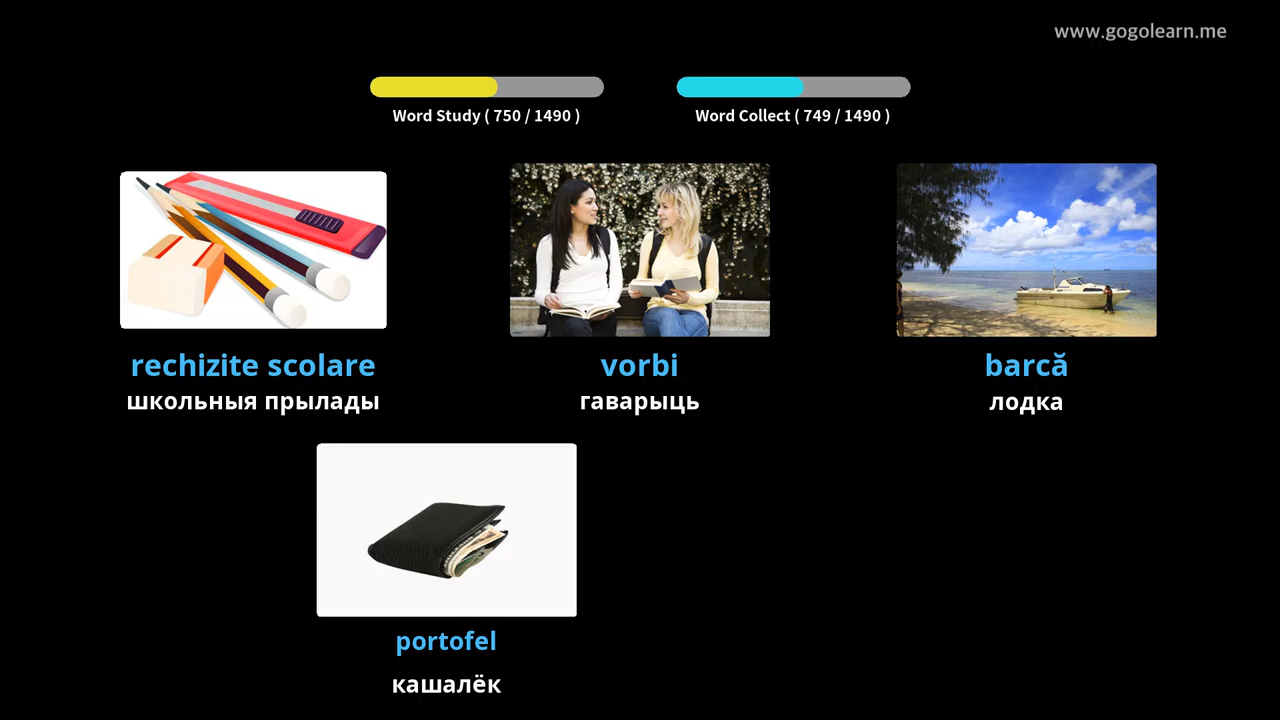 www.gogolearn.me
Word Study ( 750 / 1490 )
Word Collect ( 749 / 1490 )
rechizite scolare
школьныя прылады
vorbi
гаварыць
barcă
лодка
portofel
кашалёк